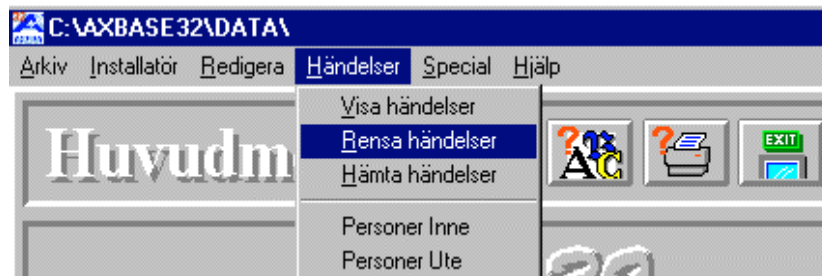 C:\AXBASE32\DATA\
Arkiv Installatör Redigera Händelser Special Hjälp
Visa händelser
Rensa händelser
Hämta händelser
Huvudm
EXIT
Personer Inne
Personer Ute